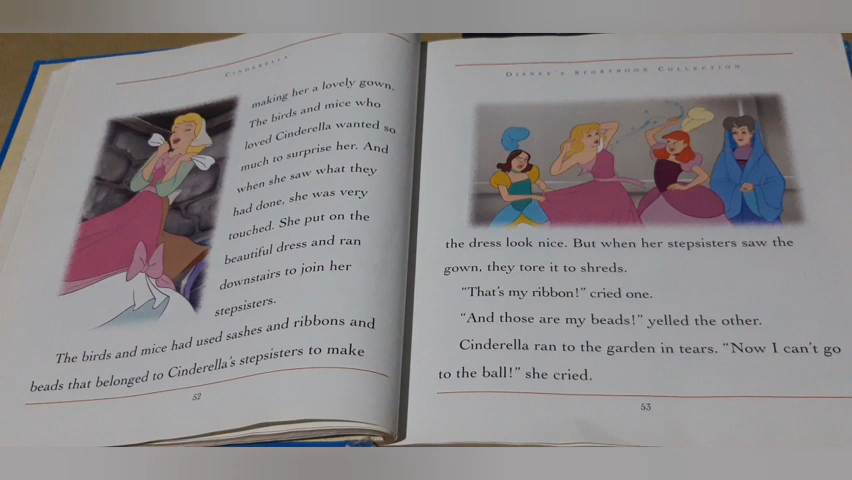 CINDERELLA
making her a lovely gown.
The birds and mice who
loved Cinderella wanted so
much to surprise her. And
when she saw what they
had done, she was very
touched. She put on the
beautiful dress and ran
downstairs to join her
stepsisters.
The birds and mice had used sashes and ribbons and
beads that belonged to Cinderella's stepsisters to make
52
DISNEY'S STORYBOOK COLLECTION
the dress look nice. But when her stepsisters saw the
gown, they tore it to shreds.
"That's my ribbon!" cried one.
"And those are my beads!" yelled the other.
Cinderella ran to the garden in tears. "Now I can't go
to the ball!" she cried.
53